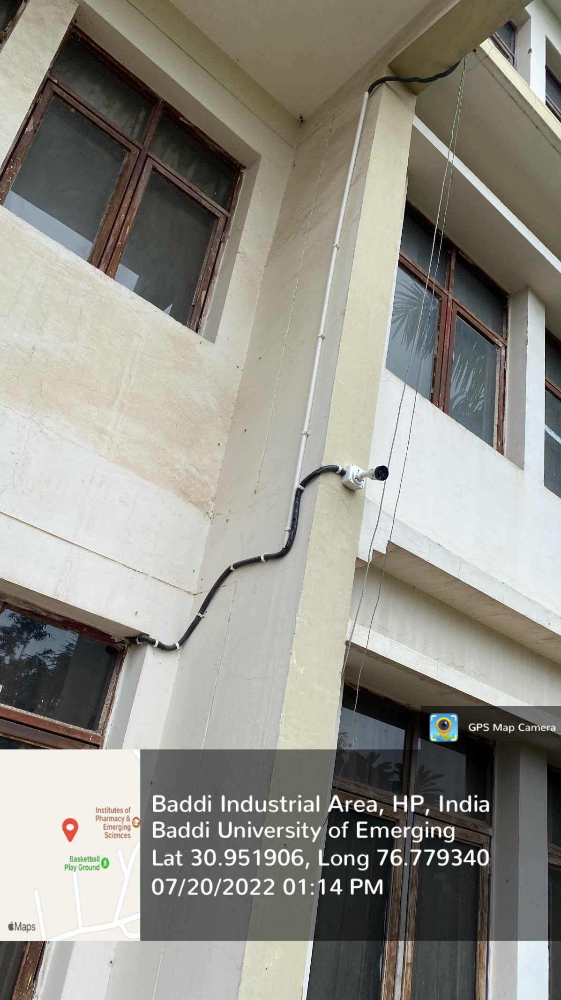 GPS Map Camera
Institutes of
Pharmacy &
Emerging
Sciences
Basketball
Play Ground
Maps
Baddi Industrial Area, HP, India
Baddi University of Emerging
Lat 30.951906, Long 76.779340
07/20/2022 01:14 PM